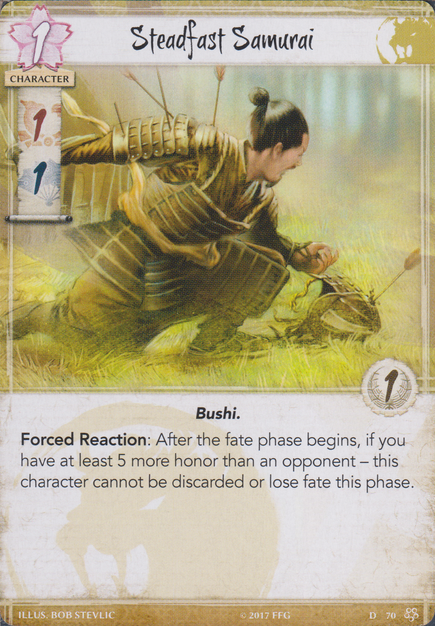 1
Steadfast Samurai
CHARACTER
1
1
1
Bushi.
Forced Reaction: After the fate phase begins, if you
have at least 5 more honor than an opponent – this
character cannot be discarded or lose fate this phase.
ILLUS. BOB STEVLIC © 2017 FFG D 70